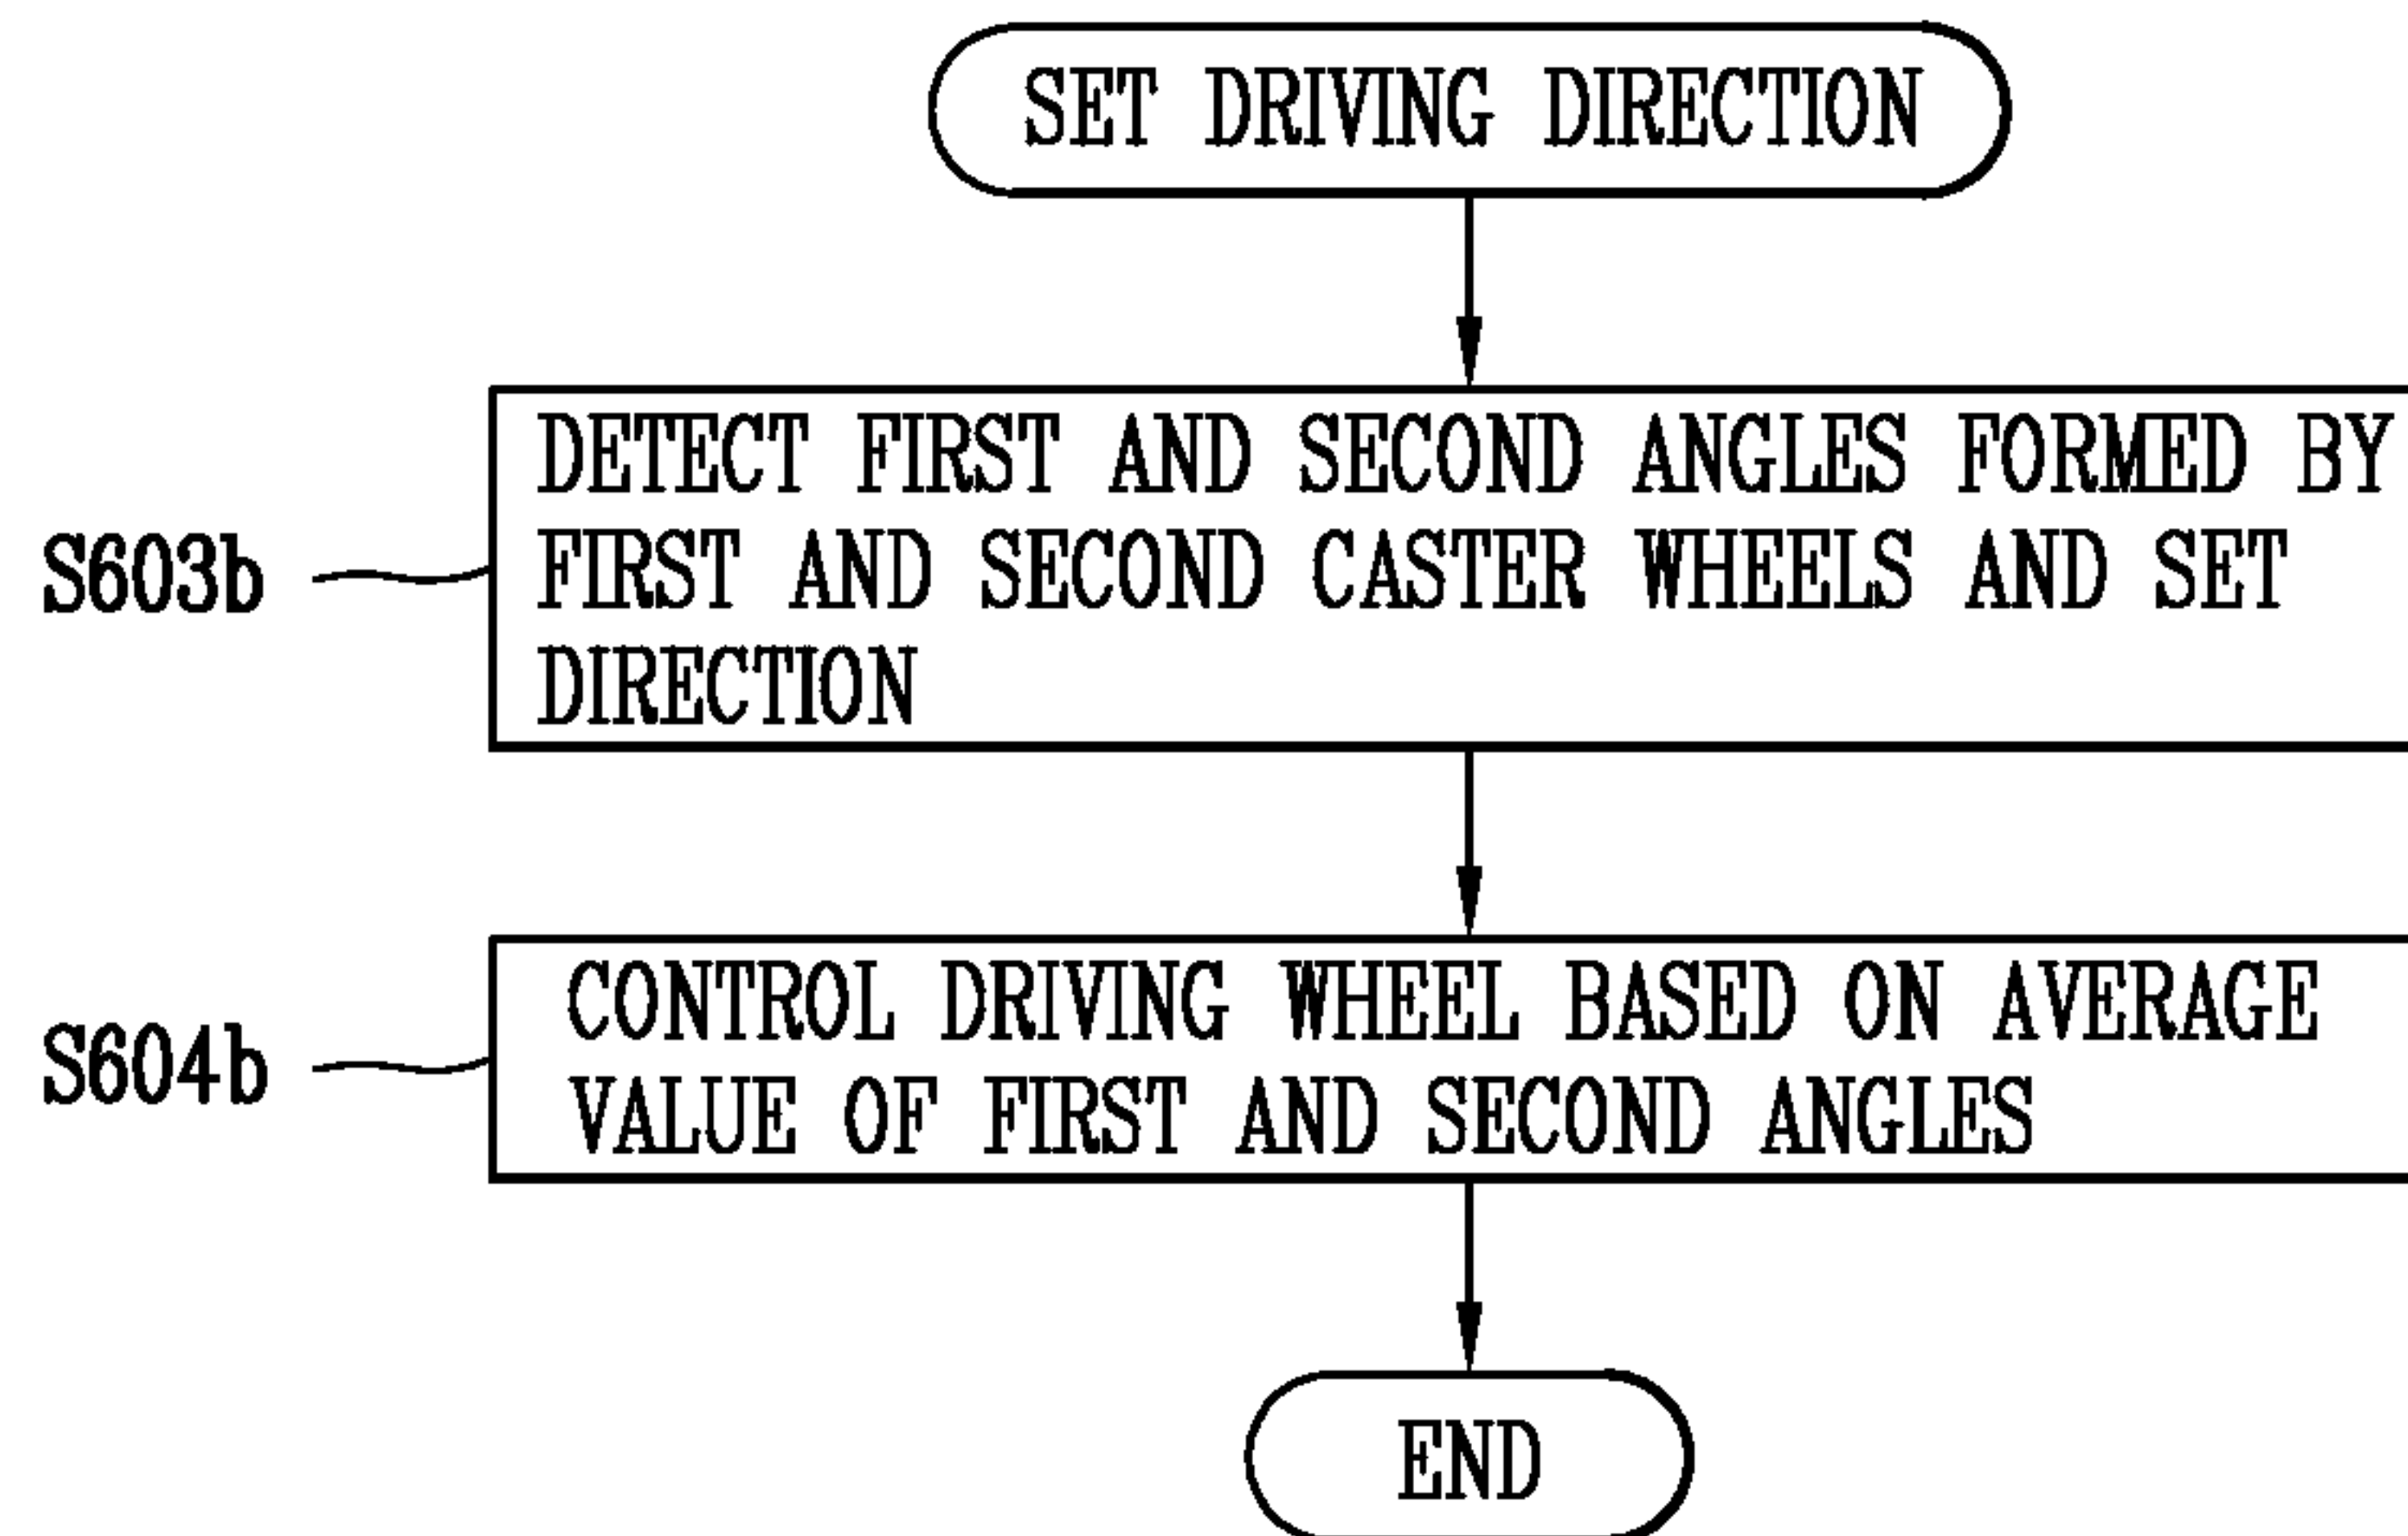 SET DRIVING DIRECTION
DETECT FIRST AND SECOND ANGLES FORMED BY
FIRST AND SECOND CASTER WHEELS AND SET
DIRECTION
S603b
CONTROL DRIVING WHEEL BASED ON AVERAGE
VALUE OF FIRST AND SECOND ANGLES
S604b
END